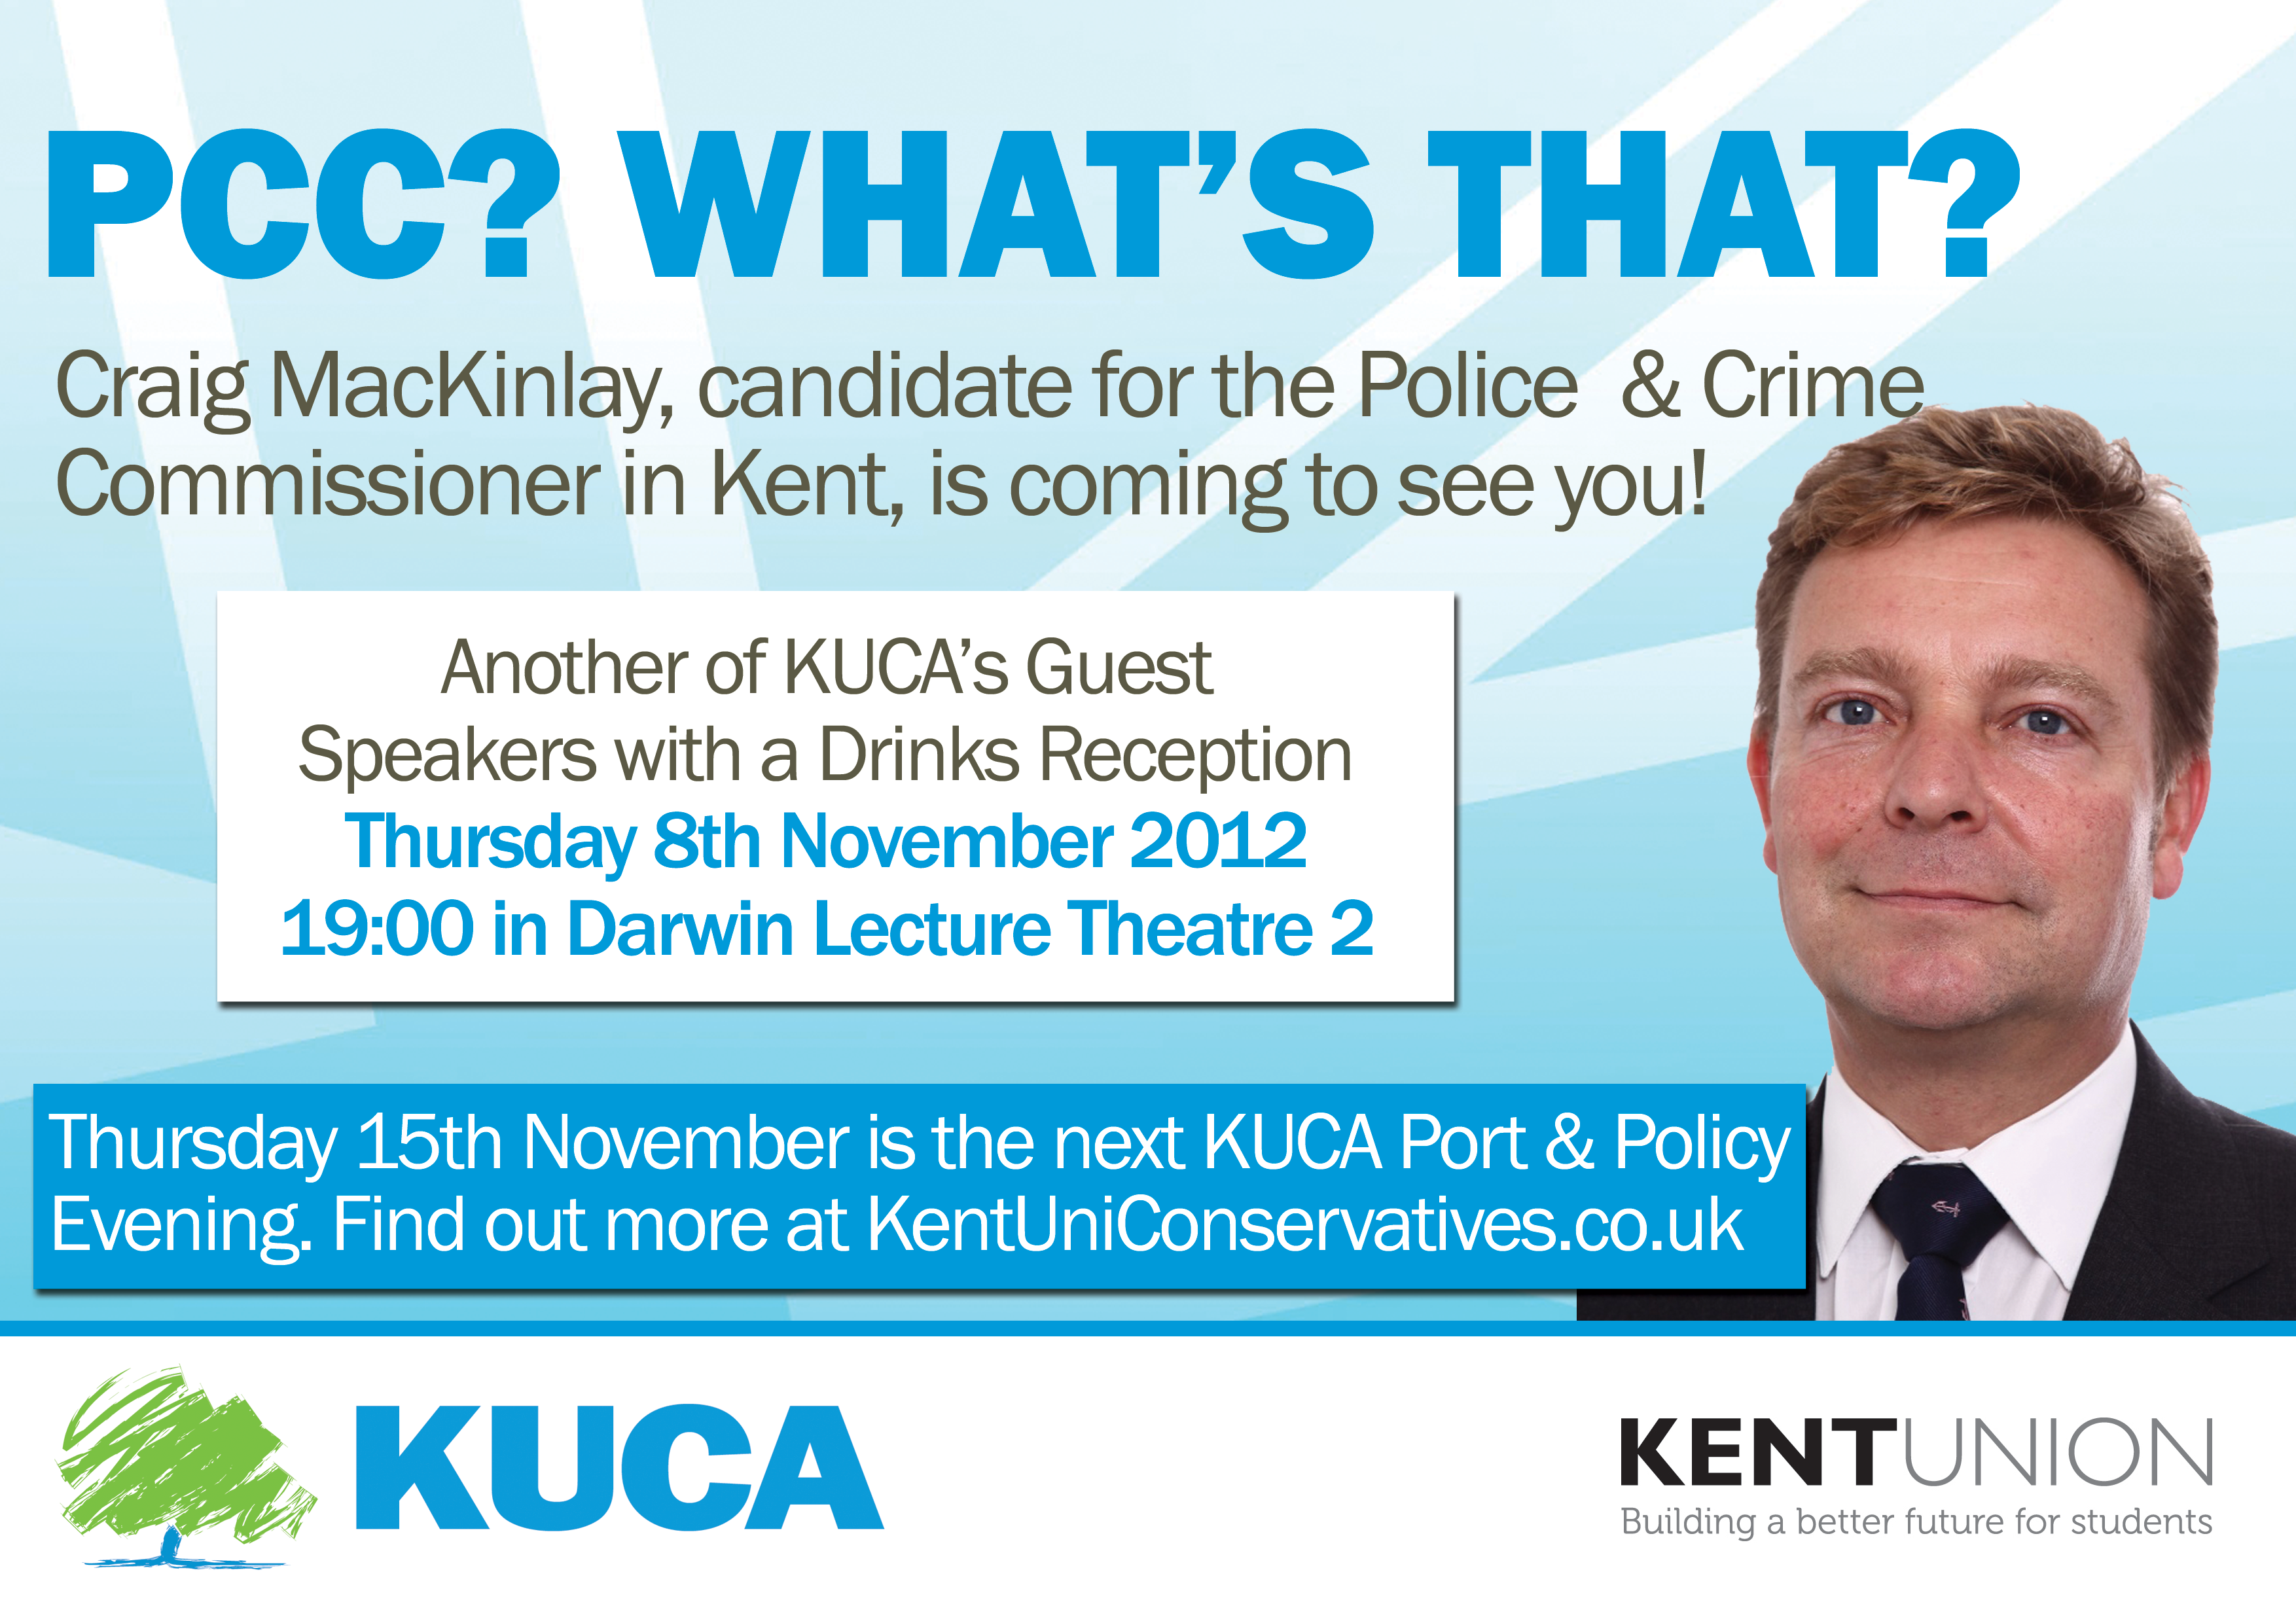 PCC? WHAT'S THAT?
Craig MacKinlay, candidate for the Police & Crime
Commissioner in Kent, is coming to see you!
Another of KUCA's Guest
Speakers with a Drinks Reception
Thursday 8th November 2012
19:00 in Darwin Lecture Theatre 2
Thursday 15th November is the next KUCA Port & Policy
Evening. Find out more at KentUniConservatives.co.uk
KUCA
KENTUNION
Building a better future for students